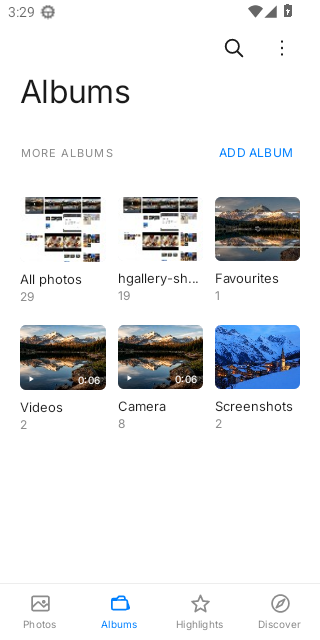 3:29
Albums
MORE ALBUMS
ADD ALBUM
All photos
29
hgallery-sh...
19
Favourites
1
0:06
Videos
2
0:06
Camera
8
Screenshots
2
Photos
Albums
Highlights
Discover